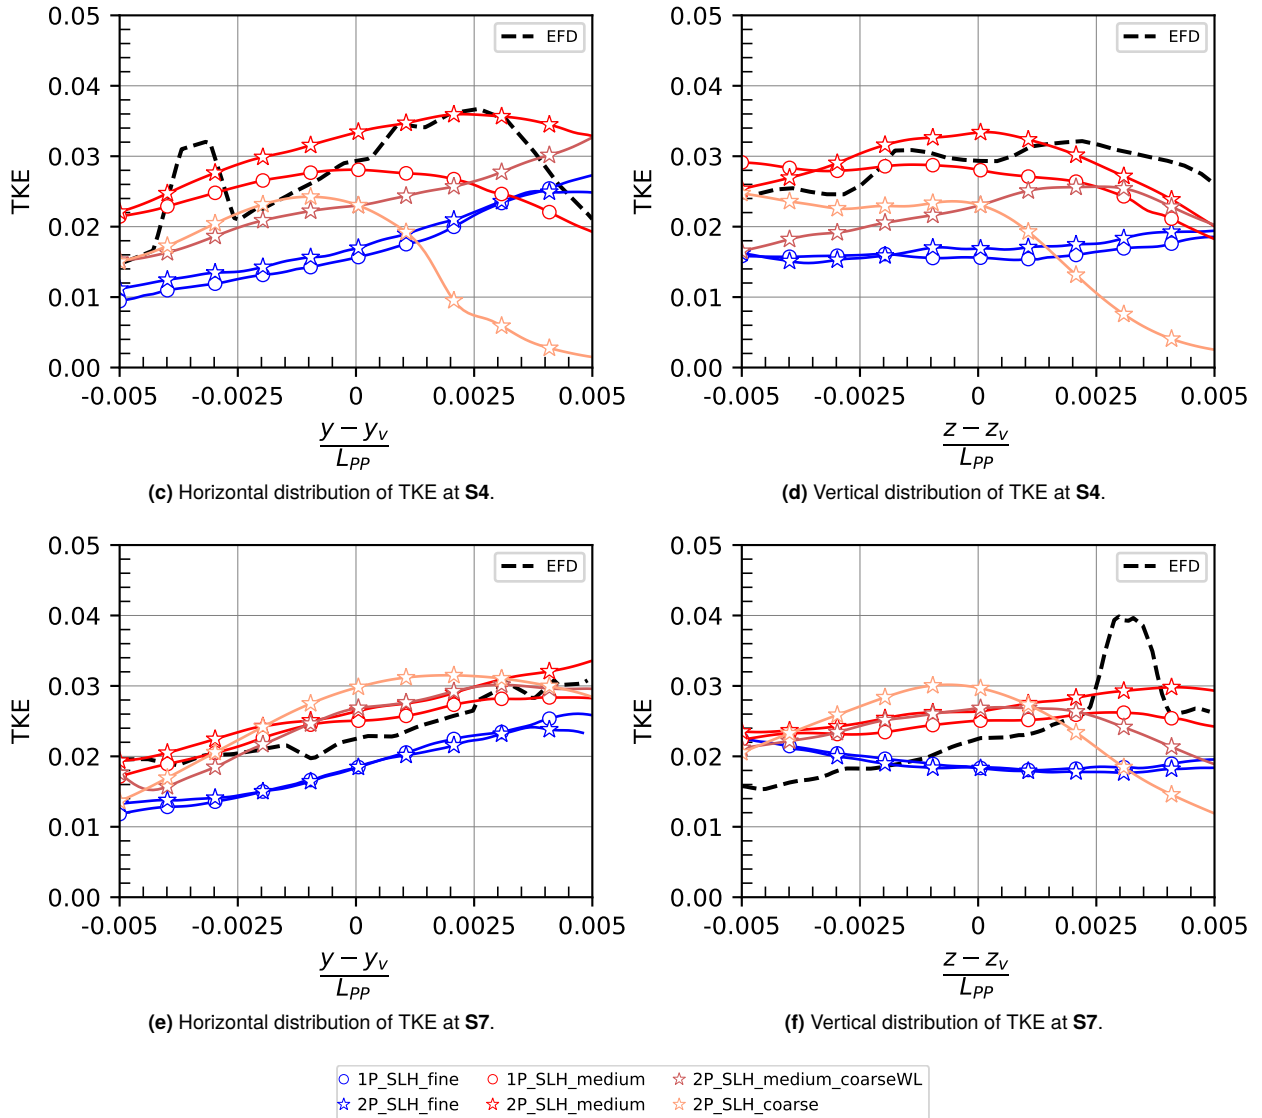 0.05
0.04
0.03
0.02
0.01
0.00
TKE
-0.005 -0.0025 0 0.0025 0.005
y − y_v
L_PP
EFD
(c) Horizontal distribution of TKE at S4.
0.05
0.04
0.03
0.02
0.01
0.00
TKE
-0.005 -0.0025 0 0.0025 0.005
z − z_v
L_PP
EFD
(d) Vertical distribution of TKE at S4.
0.05
0.04
0.03
0.02
0.01
0.00
TKE
-0.005 -0.0025 0 0.0025 0.005
y − y_v
L_PP
EFD
(e) Horizontal distribution of TKE at S7.
0.05
0.04
0.03
0.02
0.01
0.00
TKE
-0.005 -0.0025 0 0.0025 0.005
z − z_v
L_PP
EFD
(f) Vertical distribution of TKE at S7.
1P_SLH_fine 1P_SLH_medium 2P_SLH_medium_coarseWL
2P_SLH_fine 2P_SLH_medium 2P_SLH_coarse